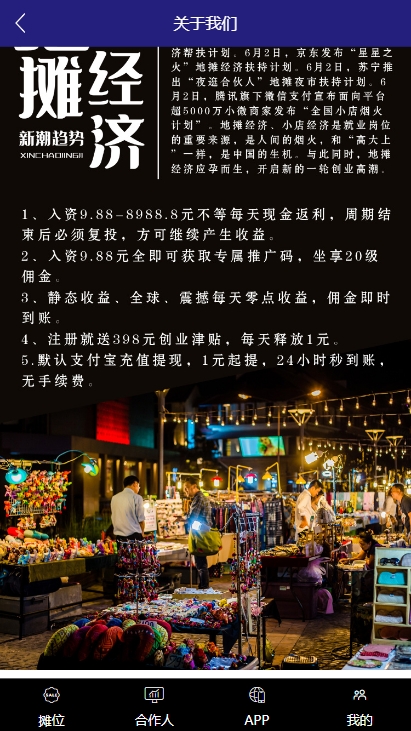 关于我们
地
摊 经
济
新潮趋势
XINCHAOIINGII
济帮扶计划。6月2日，京东发布“星星之
火”地摊经济扶持计划。6月2日，苏宁推
出“夜逛合伙人”地摊夜市扶持计划。6
月2日，腾讯旗下微信支付宣布面向平台
超5000万小微商家发布“全国小店烟火
计划”。地摊经济、小店经济是就业岗位
的重要来源，是人间的烟火，和“高大上
”一样，是中国的生机。与此同时，地摊
经济应孕而生，开启新的一轮创业高潮。
1、入资9.88-8988.8元不等每天现金返利，周期结
束后必须复投，方可继续产生收益。
2、入资9.88元全即可获取专属推广码，坐享20级
佣金。
3、静态收益、全球、震撼每天零点收益，佣金即时
到账。
4、注册就送398元创业津贴，每天释放1元。
5.默认支付宝充值提现，1元起提，24小时秒到账，
无手续费。
SALE
摊位 合作人 APP 我的